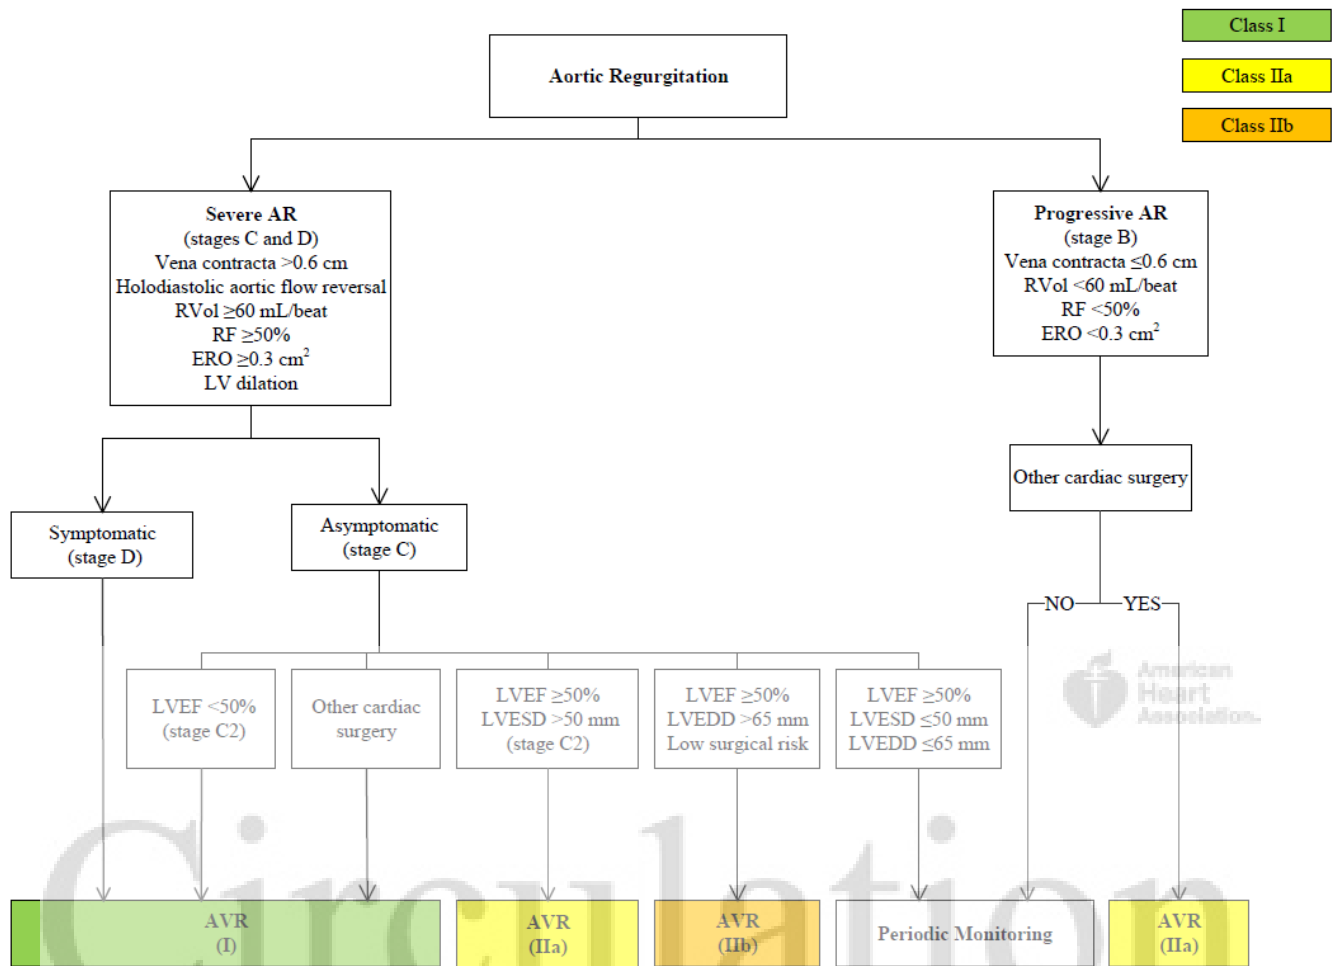 Class I
Class IIa
Class IIb
Aortic Regurgitation
Severe AR
(stages C and D)
Vena contracta >0.6 cm
Holodiastolic aortic flow reversal
RVol ≥60 mL/beat
RF ≥50%
ERO ≥0.3 cm²
LV dilation
Progressive AR
(stage B)
Vena contracta ≤0.6 cm
RVol <60 mL/beat
RF <50%
ERO <0.3 cm²
Other cardiac surgery
Symptomatic
(stage D)
Asymptomatic
(stage C)
NO
YES
LVEF <50%
(stage C2)
Other cardiac
surgery
LVEF ≥50%
LVESD >50 mm
(stage C2)
LVEF ≥50%
LVEDD >65 mm
Low surgical risk
LVEF ≥50%
LVESD ≤50 mm
LVEDD ≤65 mm
American
Heart
Association®
Circulation
AVR
(I)
AVR
(IIa)
AVR
(IIb)
Periodic Monitoring
AVR
(IIa)